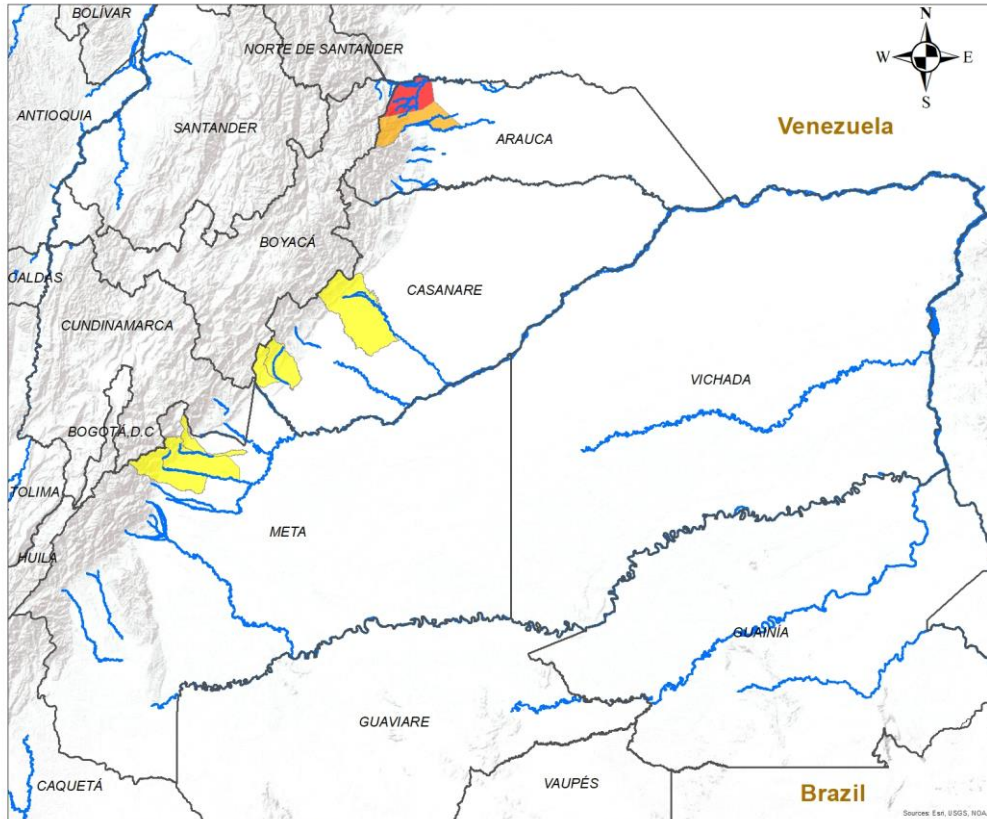 BOLÍVAR
NORTE DE SANTANDER
N
W
E
S
ANTIOQUIA
SANTANDER
ARAUCA
Venezuela
BOYACÁ
CALDAS
CASANARE
CUNDINAMARCA
VICHADA
BOGOTÁ, D.C
TOLIMA
META
HUILA
GUAINÍA
GUAVIARE
CAQUETÁ
VAUPÉS
Brazil
Sources: Esri, USGS, NOA